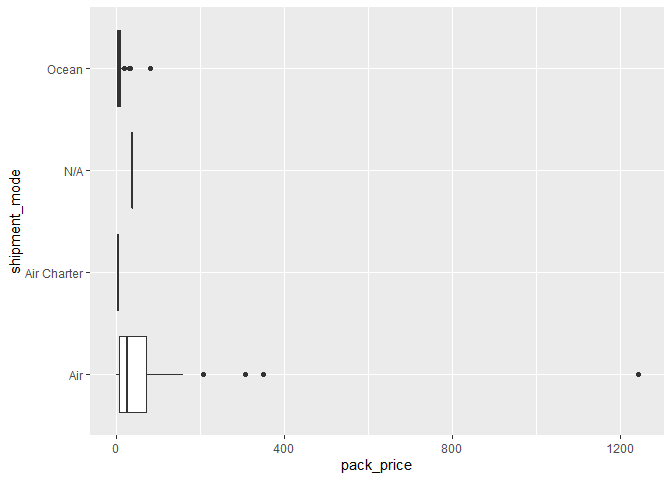 Ocean
N/A
Air Charter
Air
shipment_mode
0
400
800
1200
pack_price